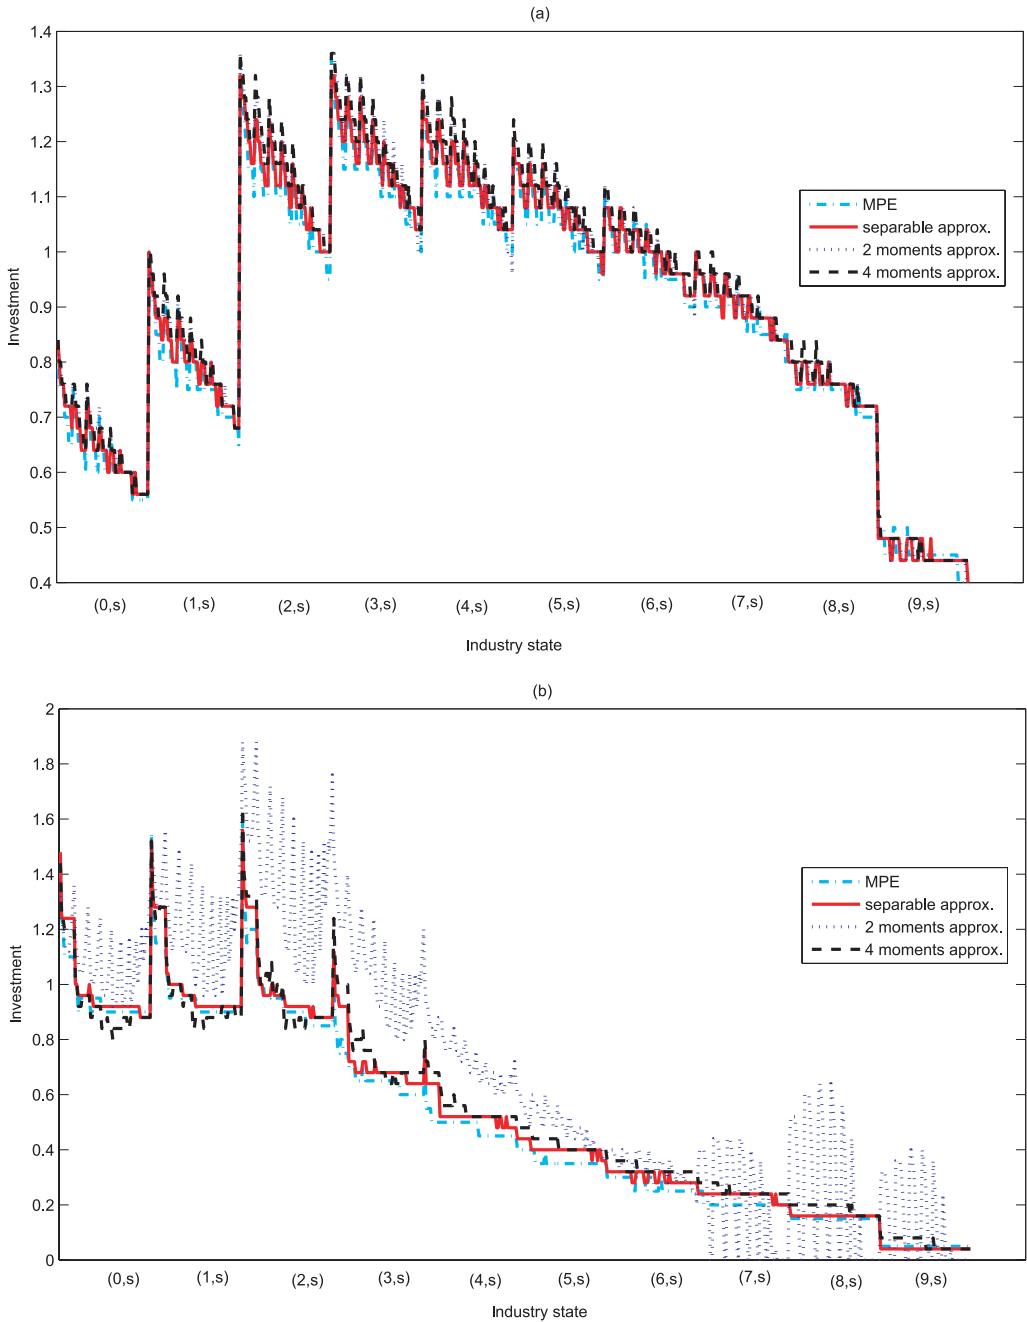 (a)
1.4
1.3
1.2
1.1
1
0.9
0.8
0.7
0.6
0.5
0.4
Investment
MPE
separable approx.
2 moments approx.
4 moments approx.
(0,s) (1,s) (2,s) (3,s) (4,s) (5,s) (6,s) (7,s) (8,s) (9,s)
Industry state
(b)
2
1.8
1.6
1.4
1.2
1
0.8
0.6
0.4
0.2
0
Investment
MPE
separable approx.
2 moments approx.
4 moments approx.
(0,s) (1,s) (2,s) (3,s) (4,s) (5,s) (6,s) (7,s) (8,s) (9,s)
Industry state